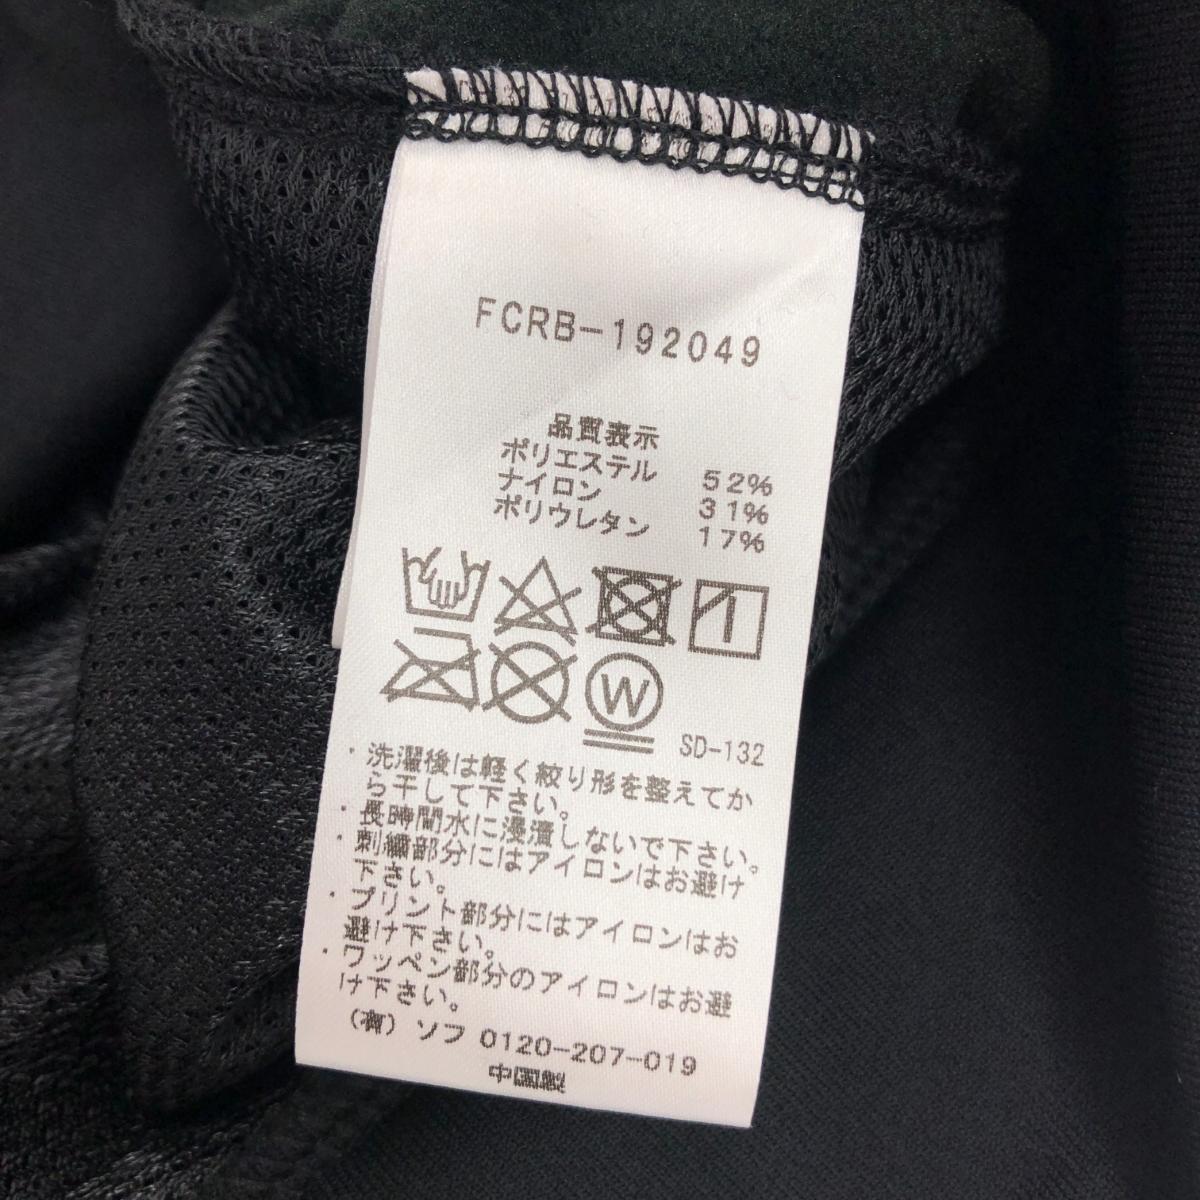 FCRB-192049
品質表示
ポリエステル 52%
ナイロン 31%
ポリウレタン 17%
W
SD-132
・洗濯後は軽く絞り形を整えてか
ら干して下さい。
・長時間水に浸漬しないで下さい。
・刺繍部分にはアイロンはお避け
下さい。
・プリント部分にはアイロンはお
避け下さい。
・ワッペン部分のアイロンはお避
け下さい。
(有) ソフ 0120-207-019
中国製